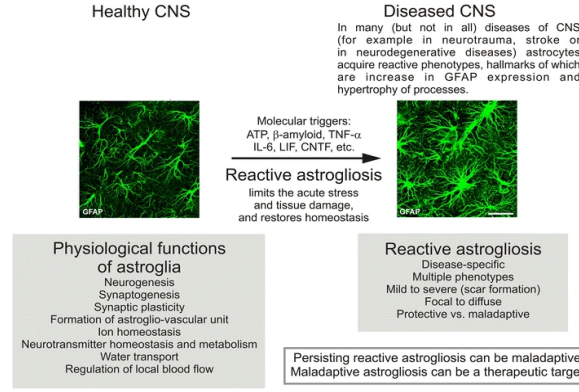 Healthy CNS
Diseased CNS
In many (but not in all) diseases of CNS
(for example in neurotrauma, stroke or
in neurodegenerative diseases) astrocytes
acquire reactive phenotypes, hallmarks of which
are increase in GFAP expression and
hypertrophy of processes.
Molecular triggers:
ATP, β-amyloid, TNF-α
IL-6, LIF, CNTF, etc.
Reactive astrogliosis
limits the acute stress
and tissue damage,
and restores homeostasis
GFAP
GFAP
Physiological functions
of astroglia
Neurogenesis
Synaptogenesis
Synaptic plasticity
Formation of astroglio-vascular unit
Ion homeostasis
Neurotransmitter homeostasis and metabolism
Water transport
Regulation of local blood flow
Reactive astrogliosis
Disease-specific
Multiple phenotypes
Mild to severe (scar formation)
Focal to diffuse
Protective vs. maladaptive
Persisting reactive astrogliosis can be maladaptive
Maladaptive astrogliosis can be a therapeutic target